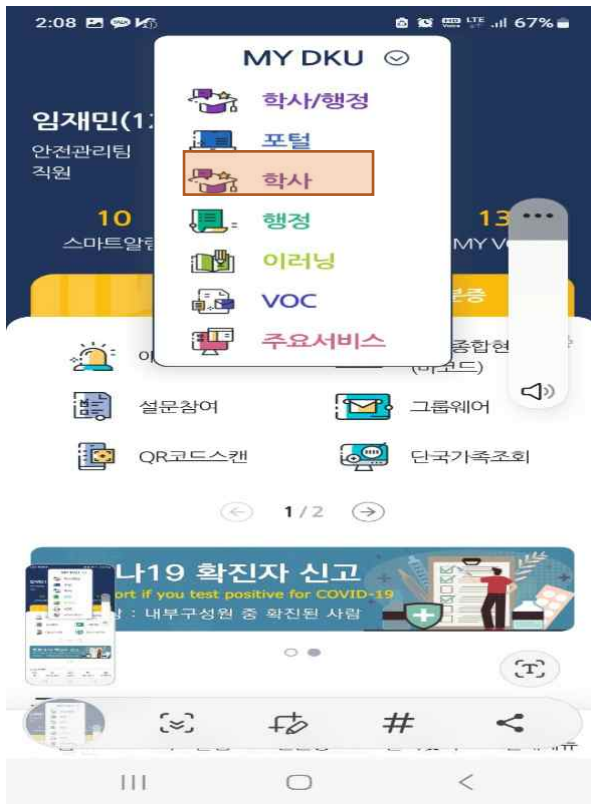 2:08
LTE
67%
MY DKU
학사/행정
포털
학사
행정
이러닝
VOC
주요서비스
임재민(1
안전관리팀
직원
10
13
스마트알
MY V
분증
종합현
(바코드)
설문참여
그룹웨어
QR코드스캔
단국가족조회
1/2
나19 확진자 신고
ort if you test positive for COVID-19
: 내부구성원 중 확진된 사람
T
#